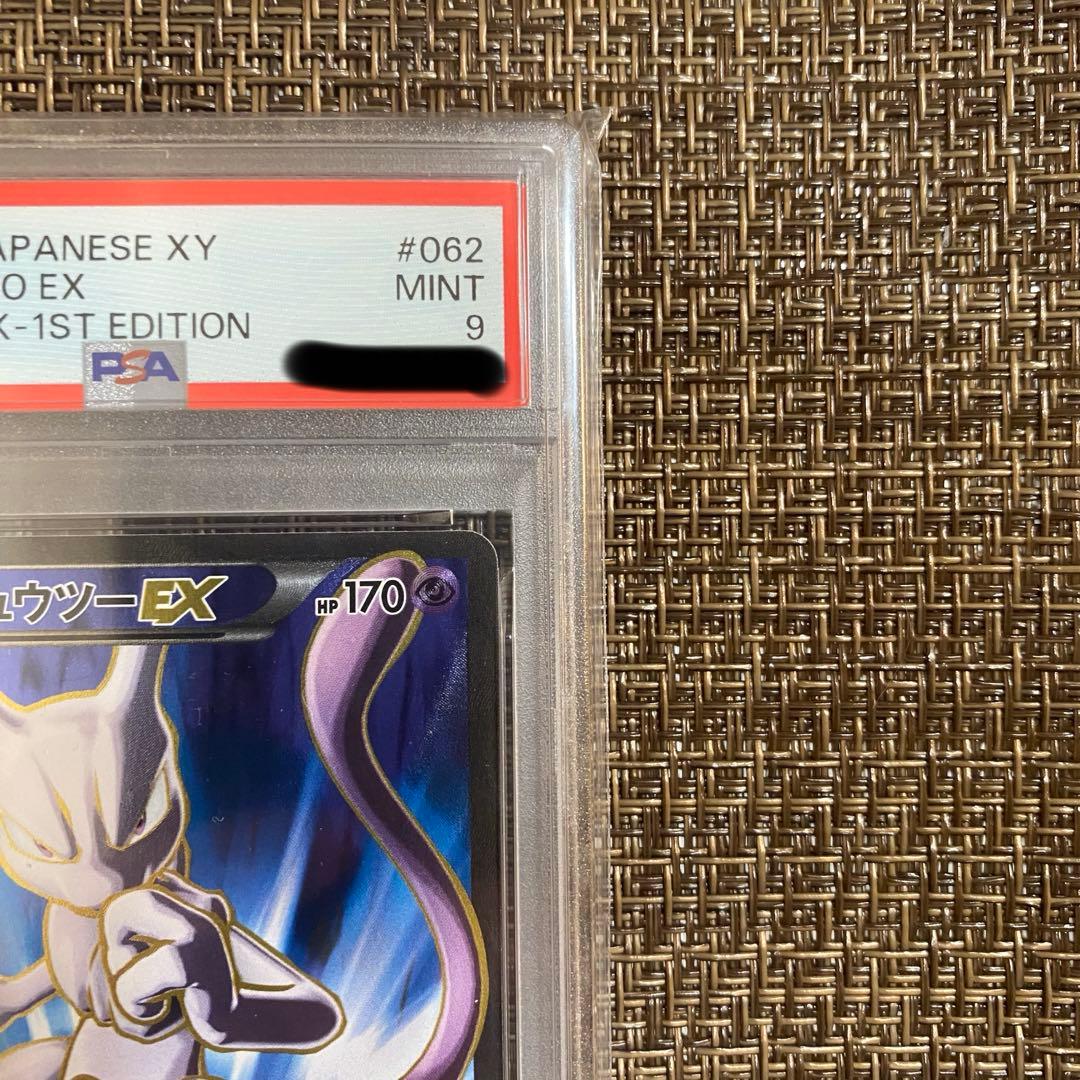 APANESE XY #062
O EX MINT
K-1ST EDITION 9
PSA
ュウツーEX HP 170